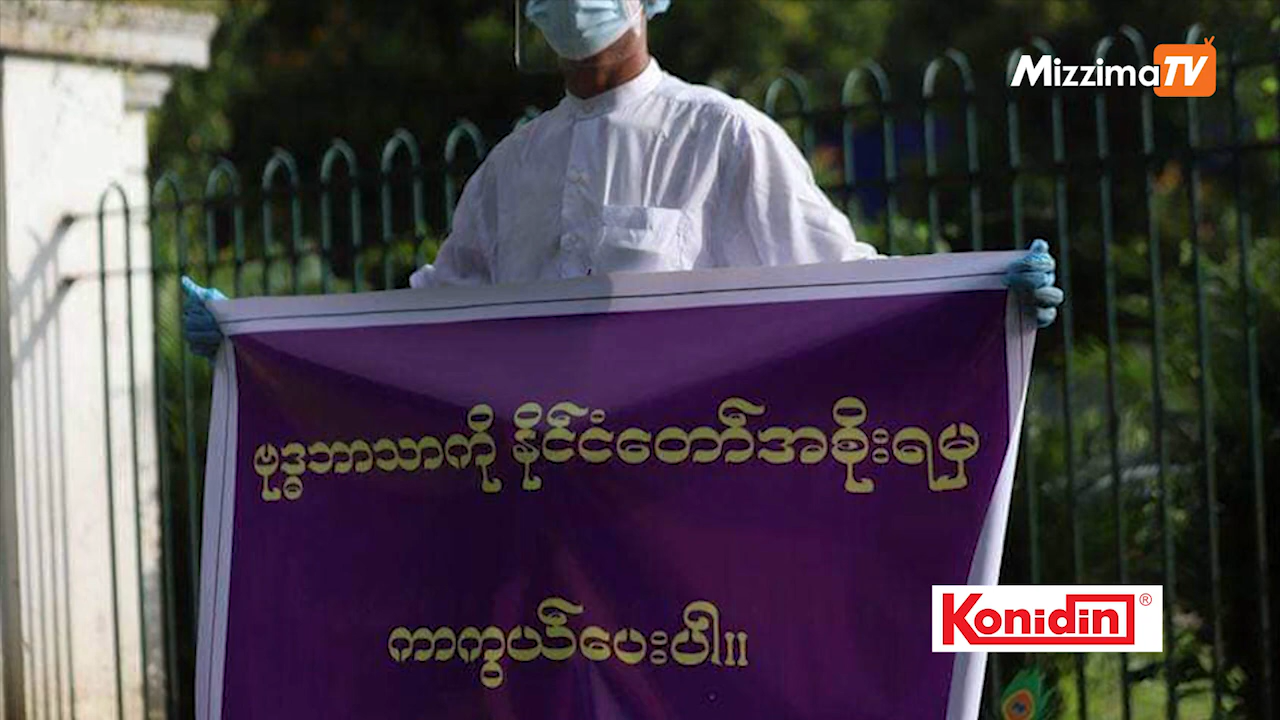 MizzimaTV
ဗုဒ္ဓဘာသာကို နိုင်ငံတော်အစိုးရမှ
ကာကွယ်ပေးပါ။
Konidin®